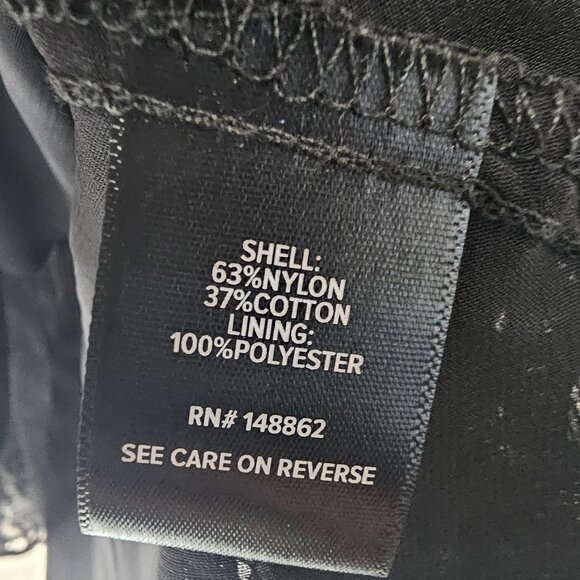 SHELL:
63%NYLON
37%COTTON
LINING:
100%POLYESTER
RN# 148862
SEE CARE ON REVERSE